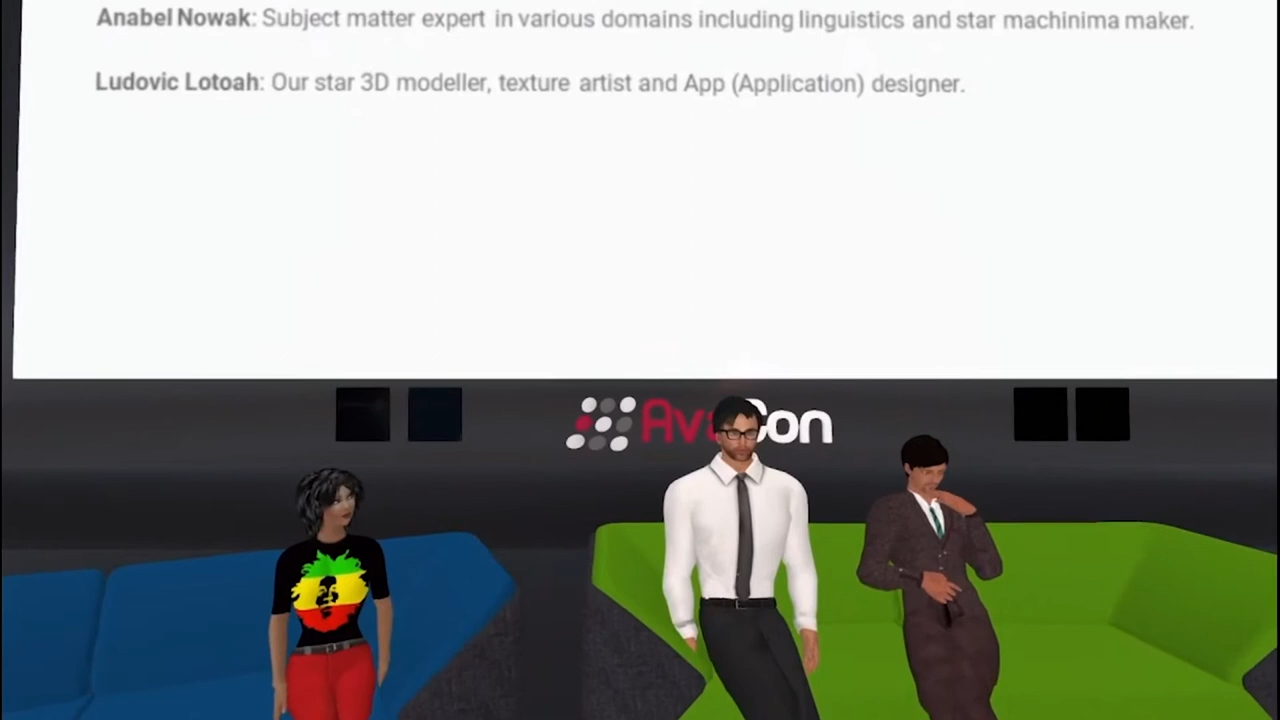 Anabel Nowak: Subject matter expert in various domains including linguistics and star machinima maker.
Ludovic Lotoah: Our star 3D modeller, texture artist and App (Application) designer.
AvaCon